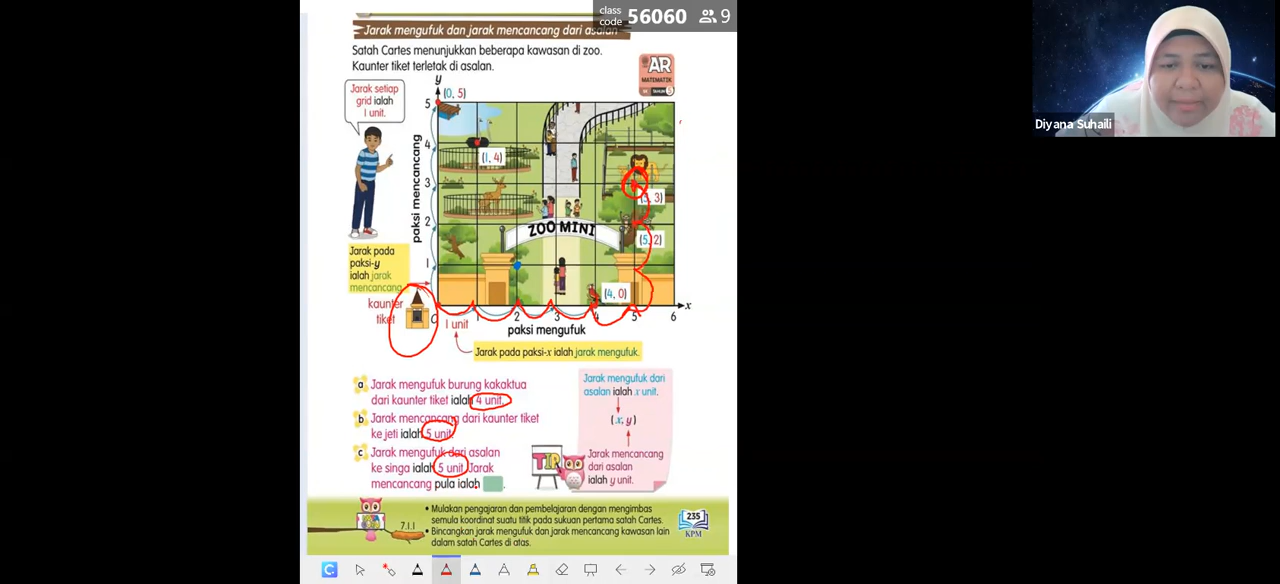 class code 56060 9
Jarak mengufuk dan jarak mencancang dari asalan
Satah Cartes menunjukkan beberapa kawasan di zoo.
Kaunter tiket terletak di asalan.
AR
MATEMATIK
TAHUN 5
Jarak setiap
grid ialah
1 unit.
y
(0, 5)
5
4
3
2
1
paksi mencancang
(1, 4)
(5, 3)
(5, 2)
ZOO MINI
(4, 0)
Jarak pada
paksi-y
ialah jarak
mencancang
kaunter
tiket
O
1 2 3 4 5 6 x
1 unit
paksi mengufuk
Jarak pada paksi-x ialah jarak mengufuk.
a Jarak mengufuk burung kakaktua
dari kaunter tiket ialah 4 unit.
b Jarak mencancang dari kaunter tiket
ke jeti ialah 5 unit.
c Jarak mengufuk dari asalan
ke singa ialah 5 unit. Jarak
mencancang pula ialah .
Jarak mengufuk dari
asalan ialah x unit.
(x, y)
Jarak mencancang
dari asalan
ialah y unit.
TIP
7.1.1
• Mulakan pengajaran dan pembelajaran dengan mengimbas
semula koordinat suatu titik pada sukuan pertama satah Cartes.
• Bincangkan jarak mengufuk dan jarak mencancang kawasan lain
dalam satah Cartes di atas.
235
KPM
Diyana Suhaili